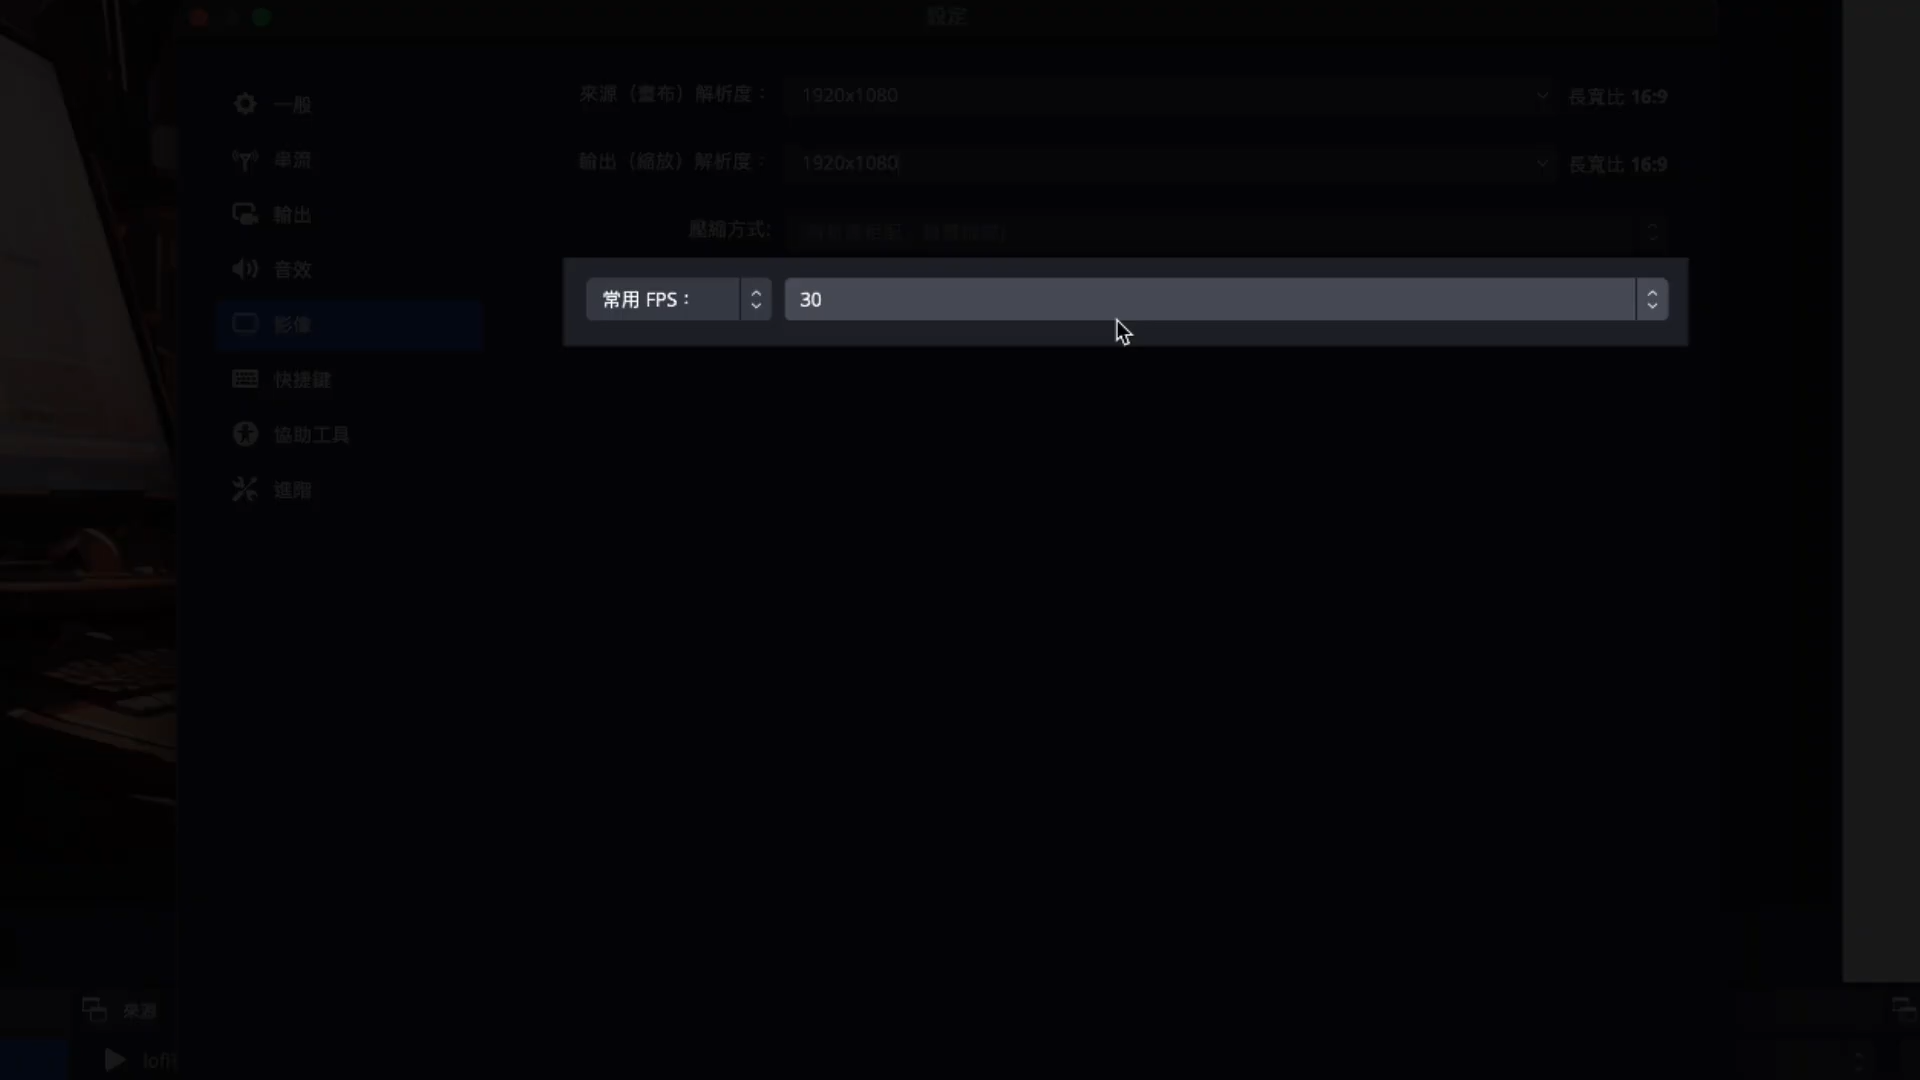 設定
一般
串流
輸出
音效
影像
快捷鍵
協助工具
進階
來源（畫布）解析度：
1920x1080
長寬比 16:9
輸出（縮放）解析度：
1920x1080
長寬比 16:9
壓縮方式:
常用 FPS：
30
來源
lofi